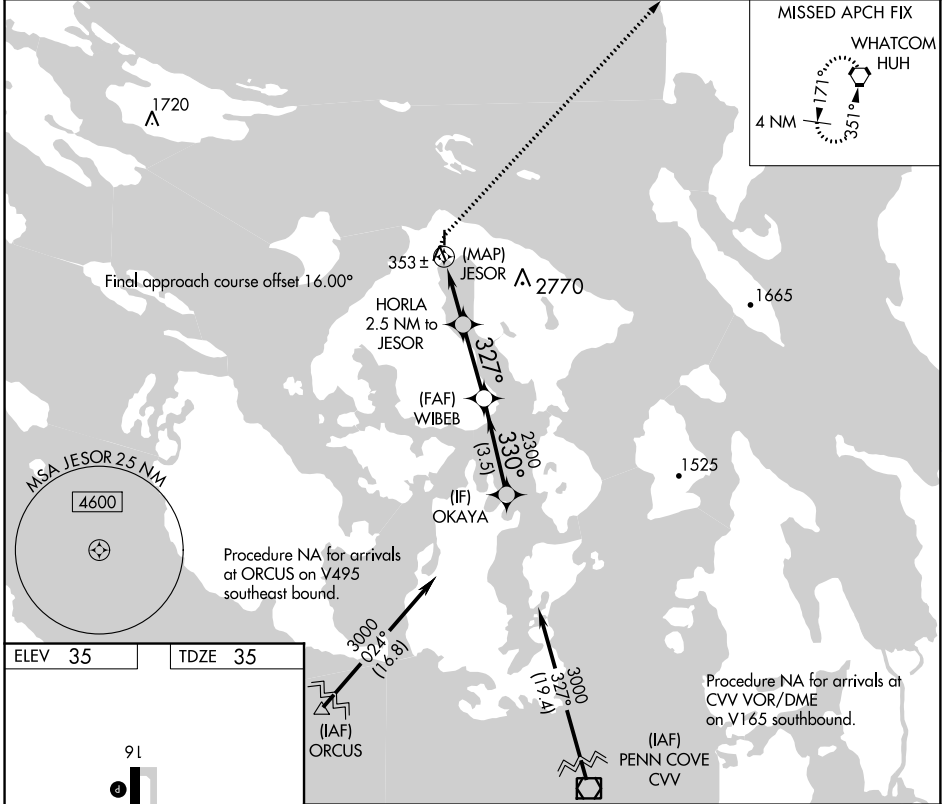 MISSED APCH FIX
WHATCOM
HUH
171°
4 NM
351°
1720
353 ±
(MAP)
JESOR
2770
Final approach course offset 16.00°
1665
HORLA
2.5 NM to
JESOR
327°
(FAF)
WIBEB
2300
330°
(3.5)
1525
(IF)
OKAYA
MSA JESOR 25 NM
4600
Procedure NA for arrivals
at ORCUS on V495
southeast bound.
3000
024°
(16.8)
(IAF)
ORCUS
3000
327°
(19.4)
(IAF)
PENN COVE
CVV
Procedure NA for arrivals at
CVV VOR/DME
on V165 southbound.
ELEV 35
TDZE 35
16
P